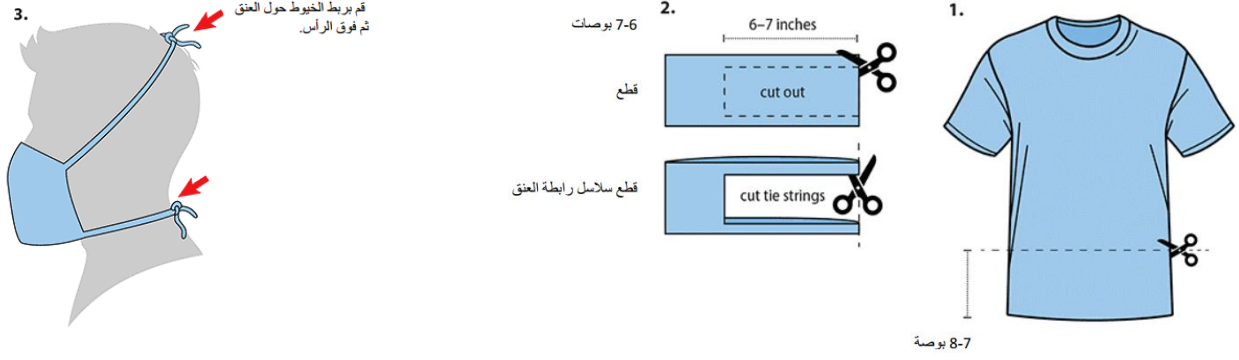 1.
7-8 بوصة
2.
6–7 inches
6-7 بوصات
cut out
قطع
cut tie strings
قطع سلاسل رابطة العنق
3.
قم بربط الخيوط حول العنق
ثم فوق الرأس.